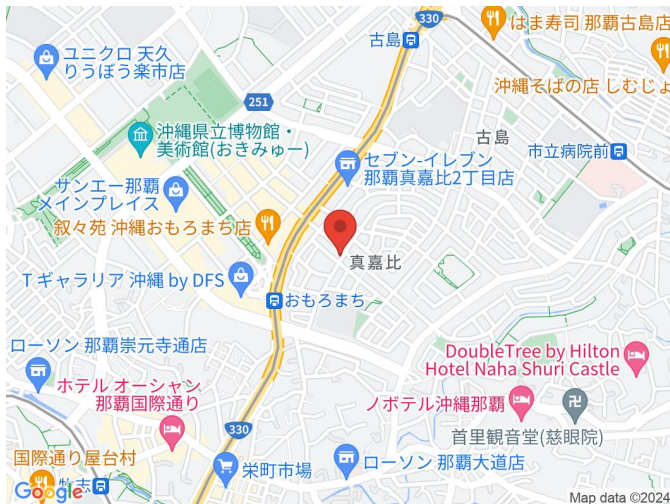 330
はま寿司 那覇古島店
古島
ユニクロ 天久
りうぼう楽市店
沖縄そばの店 しむじょ
251
沖縄県立博物館・
美術館(おきみゅー)
古島
市立病院前
セブン-イレブン
那覇真嘉比2丁目店
サンエー那覇
メインプレイス
叙々苑 沖縄おもろまち店
真嘉比
T ギャラリア 沖縄 by DFS
おもろまち
ローソン 那覇崇元寺通店
DoubleTree by Hilton
Hotel Naha Shuri Castle
ホテル オーシャン
那覇国際通り
ノボテル沖縄那覇
330
首里観音堂(慈眼院)
国際通り屋台村
栄町市場
ローソン 那覇大道店
牧志
Google
Map data ©2024